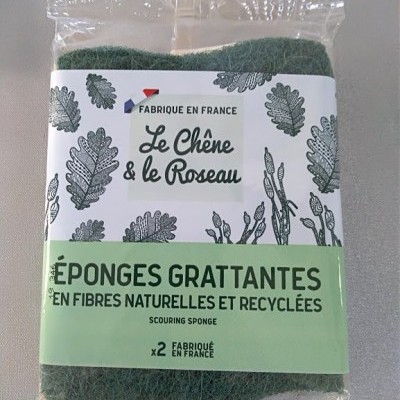 FABRIQUE EN FRANCE
Le Chêne
& le Roseau
ÉPONGES GRATTANTES
EN FIBRES NATURELLES ET RECYCLÉES
SCOURING SPONGE
x2 FABRIQUÉ
EN FRANCE